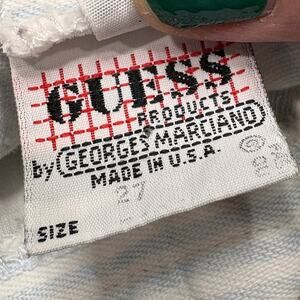 GUESS
PRODUCTS
by GEORGES MARCIANO
MADE IN U.S.A.
27
SIZE